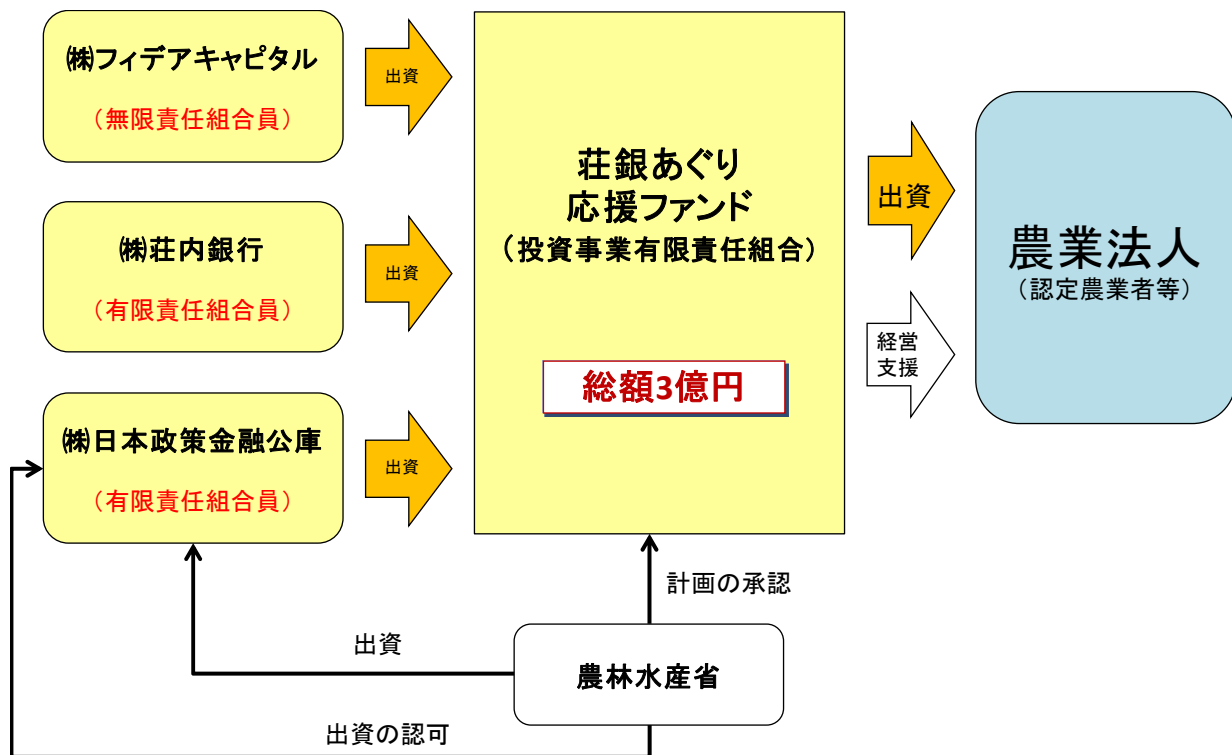 ㈱フィデアキャピタル
(無限責任組合員)
出資
㈱荘内銀行
(有限責任組合員)
出資
㈱日本政策金融公庫
(有限責任組合員)
出資
荘銀あぐり
応援ファンド
(投資事業有限責任組合)
総額3億円
出資
経営
支援
農業法人
(認定農業者等)
計画の承認
出資
農林水産省
出資の認可